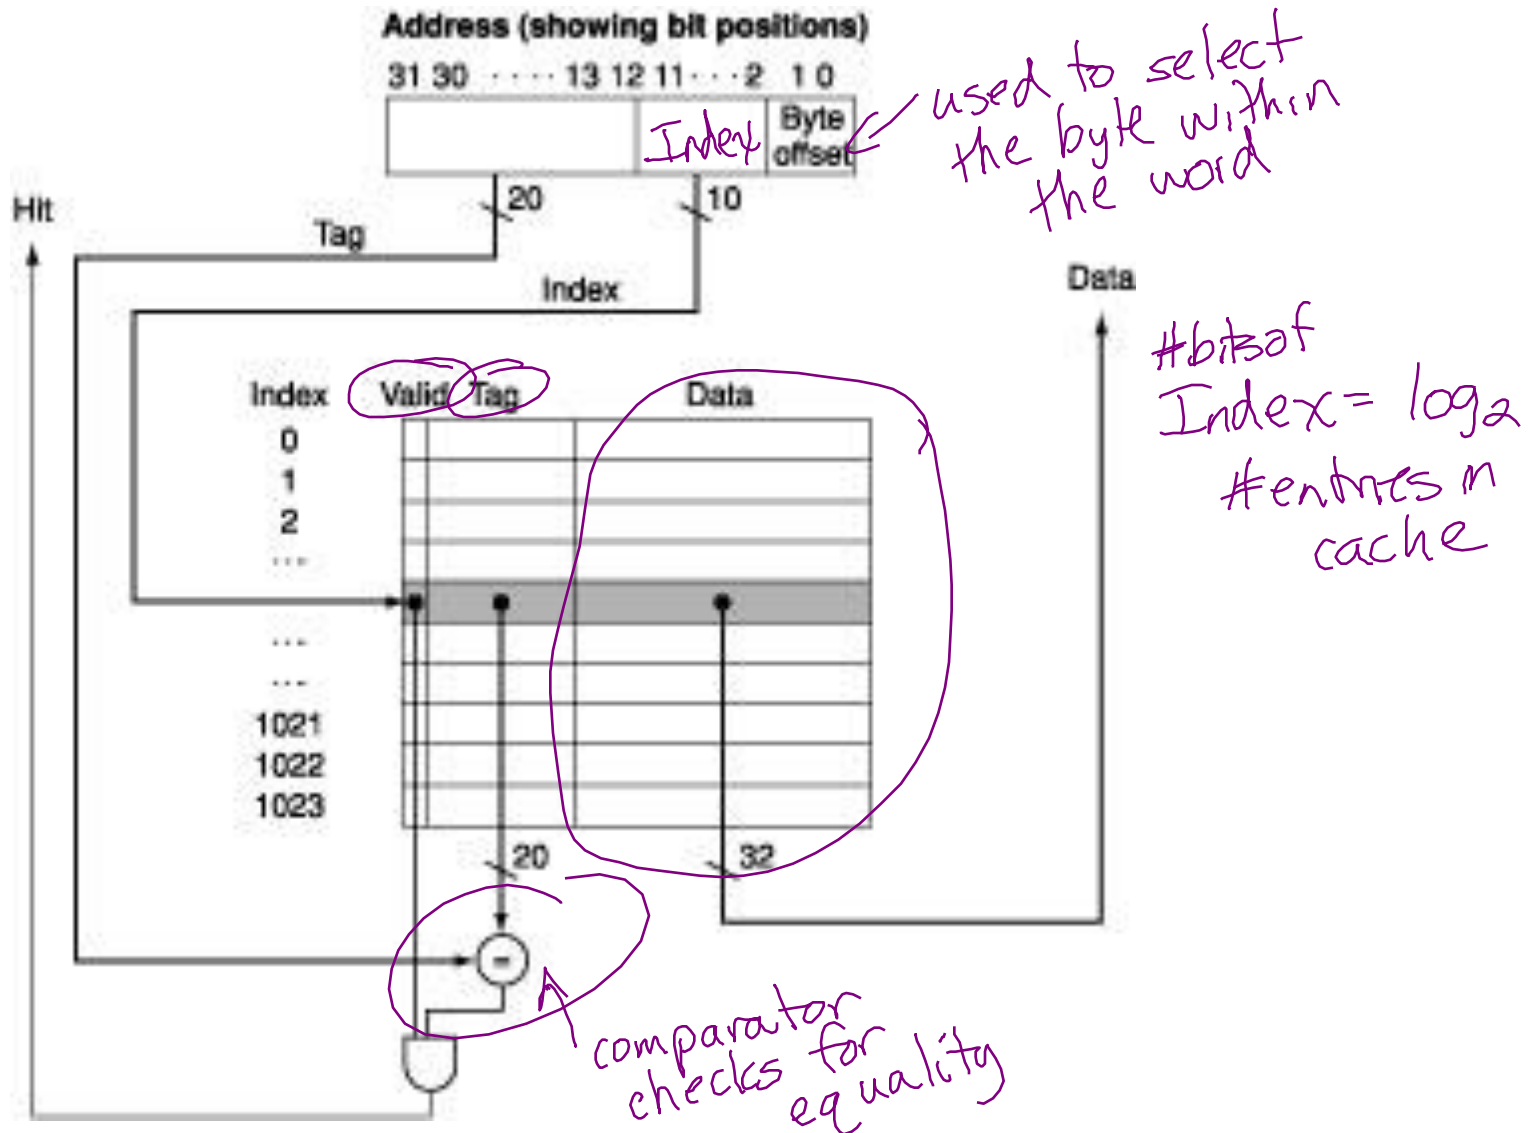 Address (showing bit positions)
31 30 · · · · 13 12 11 · · · 2 1 0
Index
Byte
offset
used to select
the byte within
the word
20
10
Hit
Tag
Index
Data
#bits of
Index = log2
#entries in
cache
Index Valid Tag Data
0
1
2
...
...
...
1021
1022
1023
20
32
=
comparator
checks for
equality